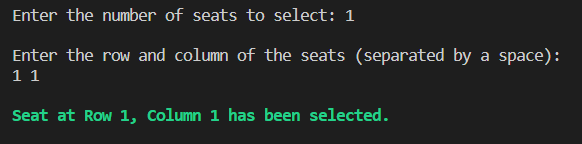 Enter the number of seats to select: 1
Enter the row and column of the seats (separated by a space):
1 1
Seat at Row 1, Column 1 has been selected.